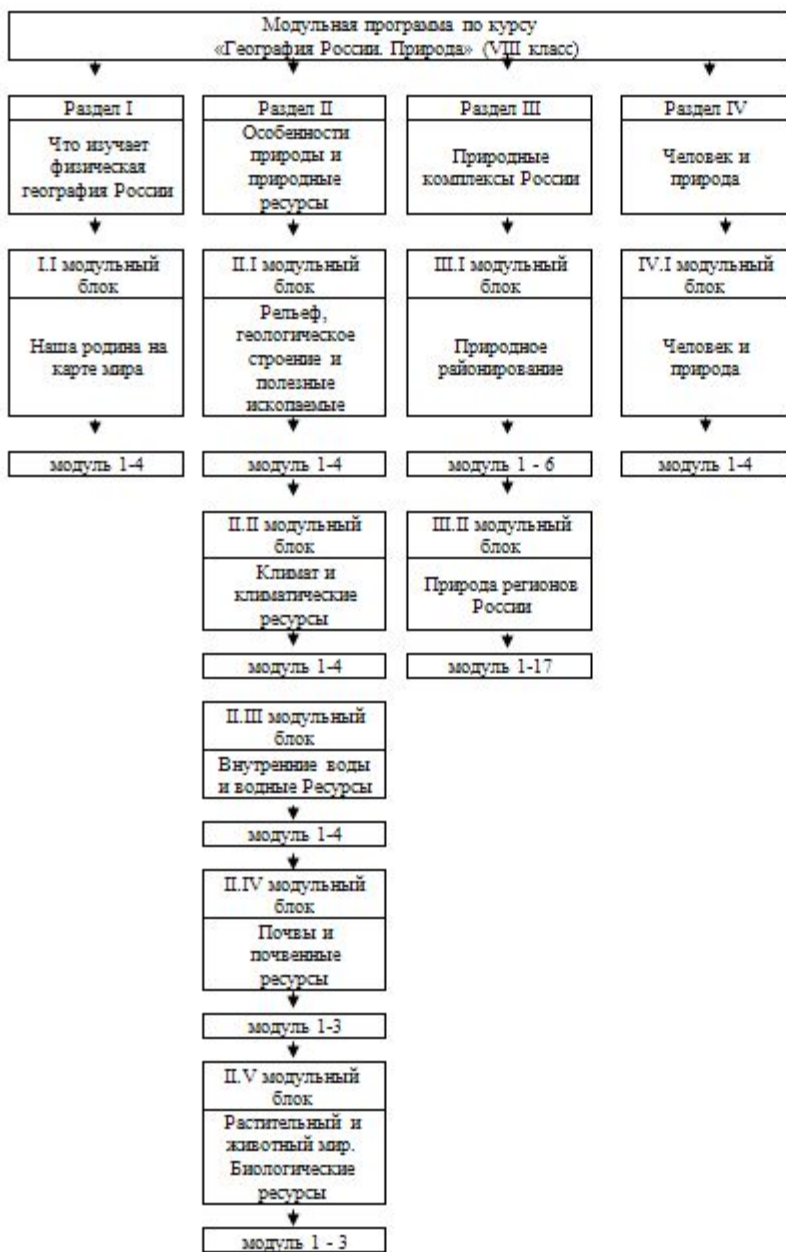 Модульная программа по курсу
«География России. Природа» (VIII класс)
Раздел I
Что изучает
физическая
география России
I.I модульный
блок
Наша родина на
карте мира
модуль 1-4
Раздел II
Особенности
природы и
природные
ресурсы
II.I модульный
блок
Рельеф,
геологическое
строение и
полезные
ископаемые
модуль 1-4
II.II модульный
блок
Климат и
климатические
ресурсы
модуль 1-4
II.III модульный
блок
Внутренние воды
и водные Ресурсы
модуль 1-4
II.IV модульный
блок
Почвы и
почвенные
ресурсы
модуль 1-3
II.V модульный
блок
Растительный и
животный мир.
Биологические
ресурсы
модуль 1 - 3
Раздел III
Природные
комплексы России
III.I модульный
блок
Природное
районирование
модуль 1 - 6
III.II модульный
блок
Природа регионов
России
модуль 1-17
Раздел IV
Человек и
природа
IV.I модульный
блок
Человек и
природа
модуль 1-4